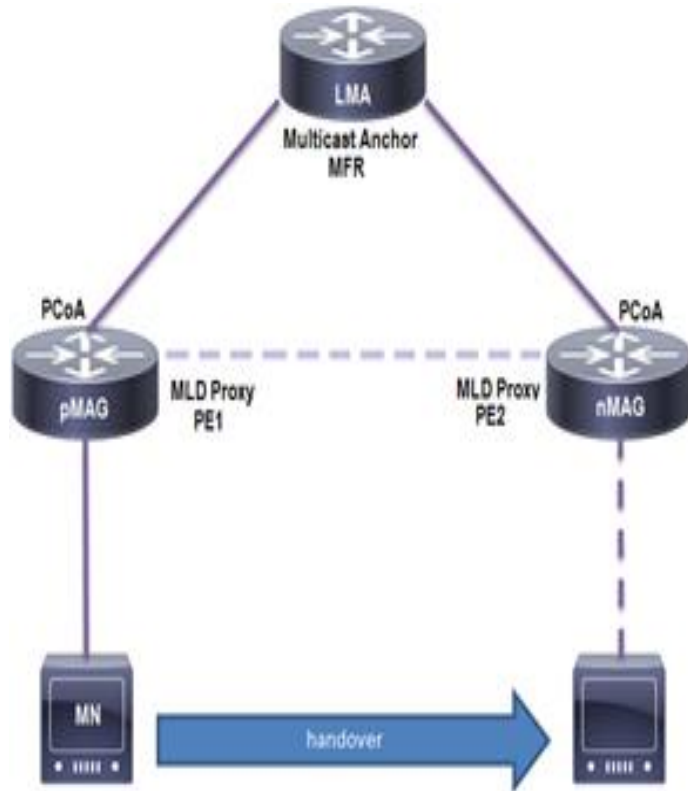 LMA
Multicast Anchor
MFR
PCoA
PCoA
pMAG
MLD Proxy
PE1
MLD Proxy
PE2
nMAG
MN
handover